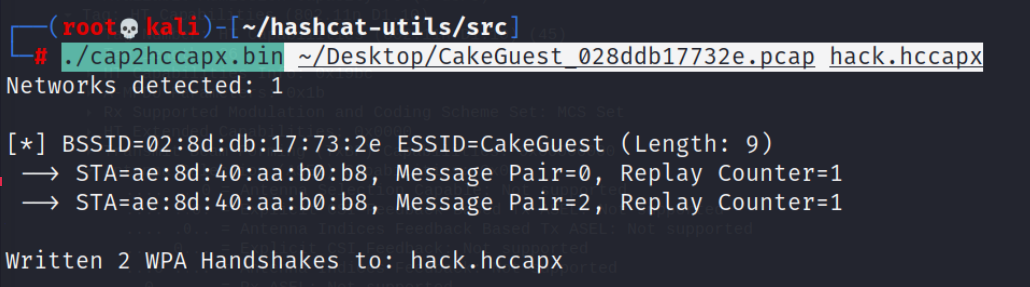 ┌──(root💀kali)-[~/hashcat-utils/src]
└─# ./cap2hccapx.bin ~/Desktop/CakeGuest_028ddb17732e.pcap hack.hccapx
Networks detected: 1
[*] BSSID=02:8d:db:17:73:2e ESSID=CakeGuest (Length: 9)
--> STA=ae:8d:40:aa:b0:b8, Message Pair=0, Replay Counter=1
--> STA=ae:8d:40:aa:b0:b8, Message Pair=2, Replay Counter=1
Written 2 WPA Handshakes to: hack.hccapx